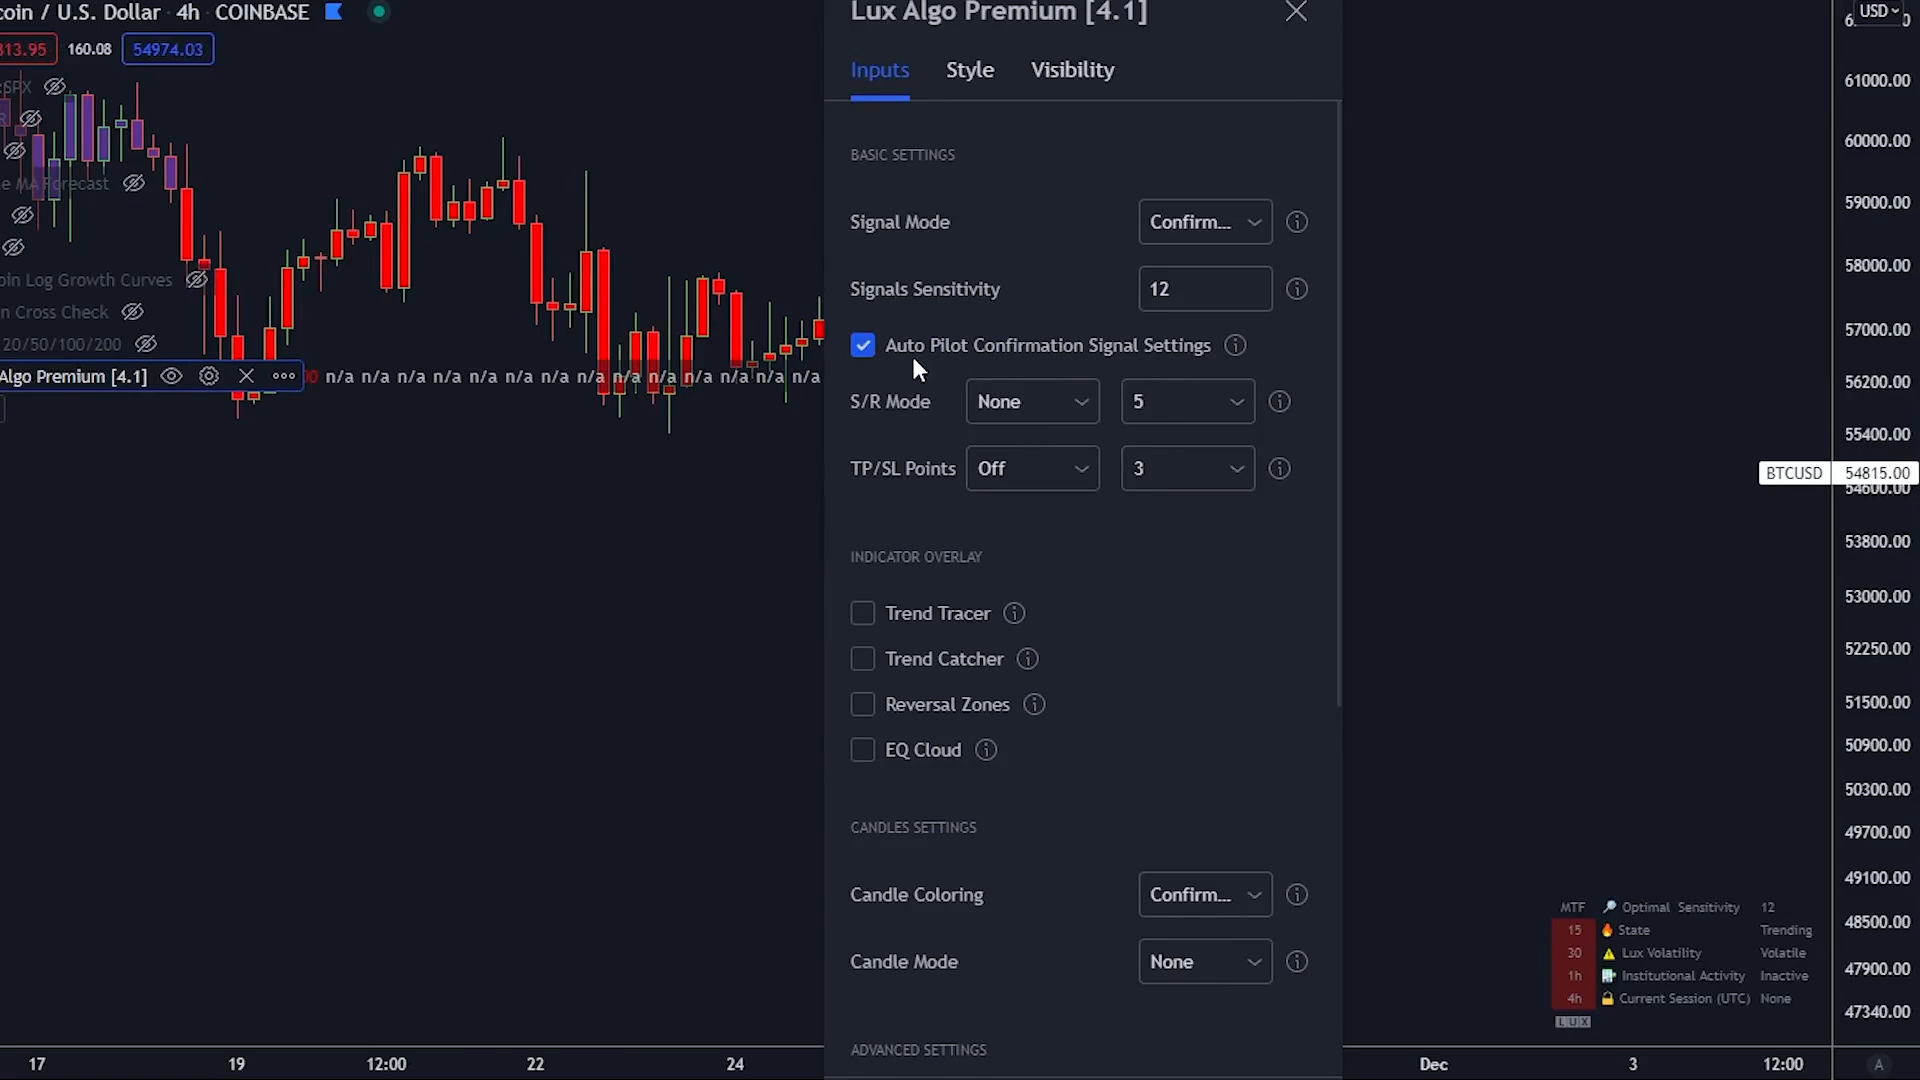 coin / U.S. Dollar · 4h · COINBASE
813.95 160.08 54974.03
:SPX
R
e MA Forecast
oin Log Growth Curves
n Cross Check
20/50/100/200
Algo Premium [4.1] n/a n/a n/a n/a n/a n/a n/a n/a n/a n/a n/a n/a n/a n/a
Lux Algo Premium [4.1]
Inputs Style Visibility
BASIC SETTINGS
Signal Mode Confirm...
Signals Sensitivity 12
Auto Pilot Confirmation Signal Settings
S/R Mode None 5
TP/SL Points Off 3
INDICATOR OVERLAY
Trend Tracer
Trend Catcher
Reversal Zones
EQ Cloud
CANDLES SETTINGS
Candle Coloring Confirm...
Candle Mode None
ADVANCED SETTINGS
USD
61000.00
60000.00
59000.00
58000.00
57000.00
56200.00
55400.00
BTCUSD 54815.00
54600.00
53800.00
53000.00
52250.00
51500.00
50900.00
50300.00
49700.00
49100.00
48500.00
47900.00
47340.00
MTF 🔎 Optimal Sensitivity 12
15 🔥 State Trending
30 ⚠ Lux Volatility Volatile
1h Institutional Activity Inactive
4h 🔒 Current Session (UTC) None
LUX
17 19 12:00 22 24 Dec 3 12:00 A